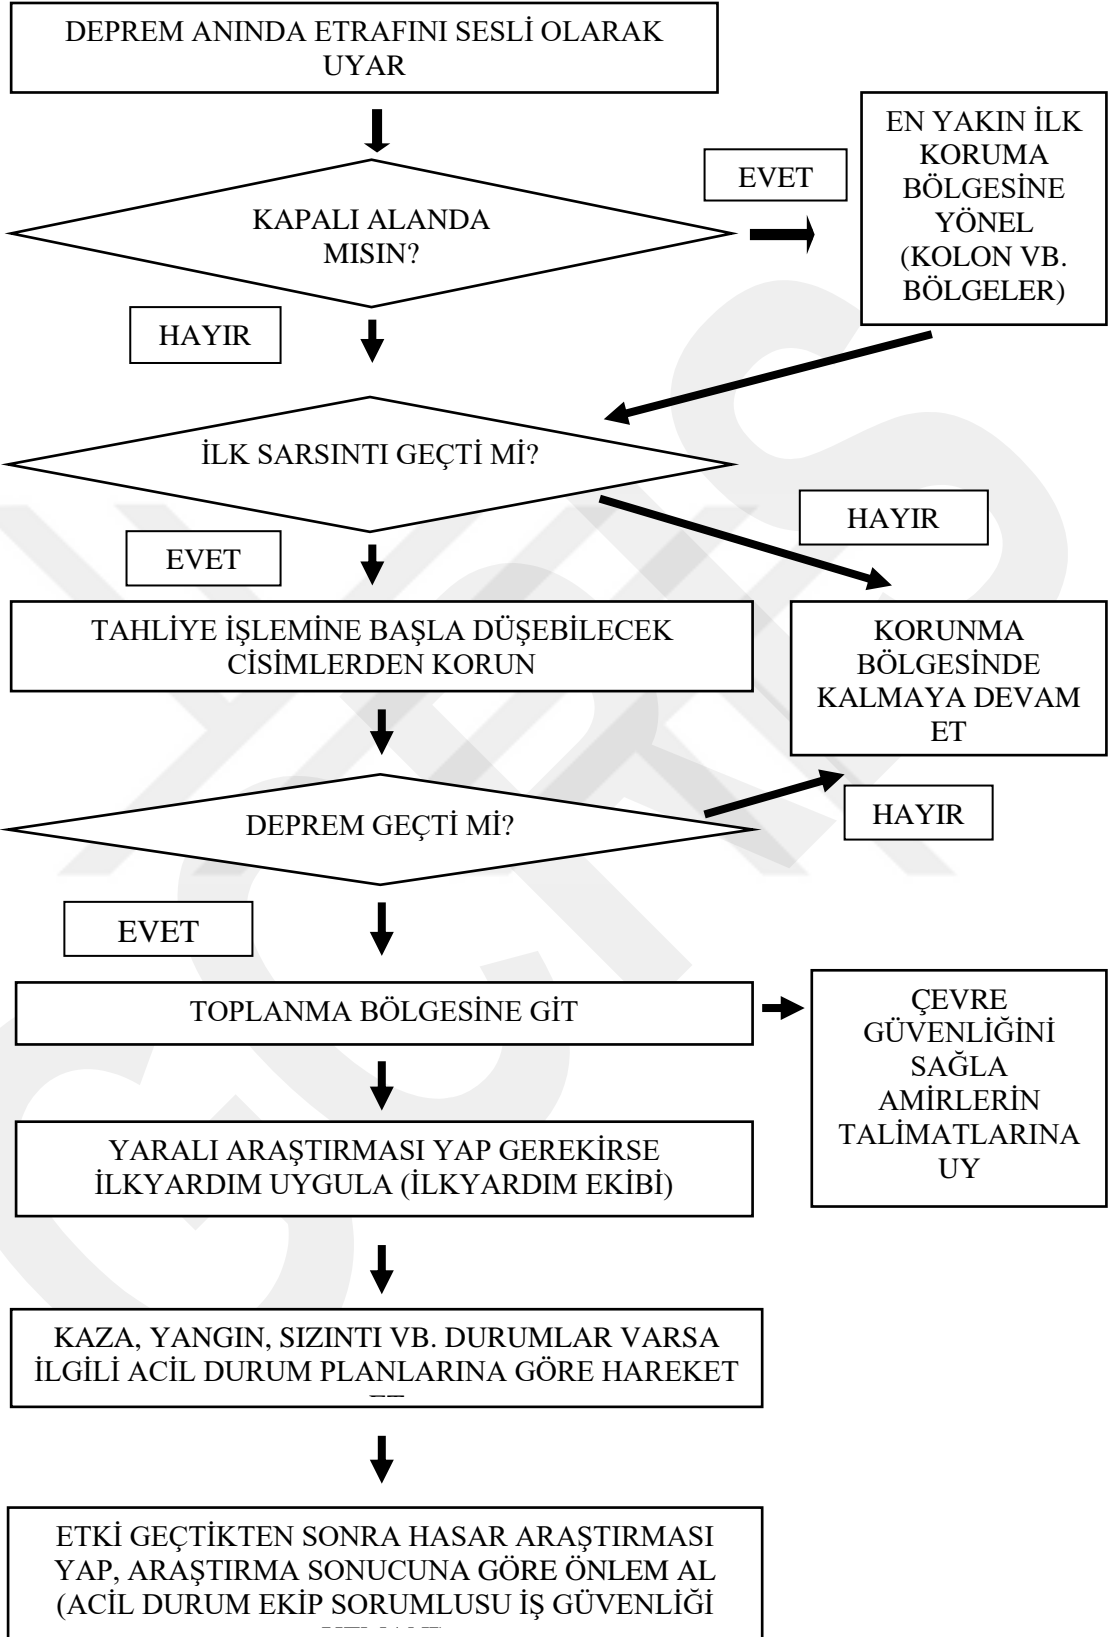 DEPREM ANINDA ETRAFINI SESLİ OLARAK
UYAR
EN YAKIN İLK
KORUMA
BÖLGESİNE
YÖNEL
(KOLON VB.
BÖLGELER)
EVET
KAPALI ALANDA
MISIN?
HAYIR
İLK SARSINTI GEÇTİ Mİ?
HAYIR
EVET
TAHLİYE İŞLEMİNE BAŞLA DÜŞEBİLECEK
CİSİMLERDEN KORUN
KORUNMA
BÖLGESİNDE
KALMAYA DEVAM
ET
DEPREM GEÇTİ Mİ?
HAYIR
EVET
TOPLANMA BÖLGESİNE GİT
ÇEVRE
GÜVENLİĞİNİ
SAĞLA
AMİRLERİN
TALİMATLARINA
UY
YARALI ARAŞTIRMASI YAP GEREKİRSE
İLKYARDIM UYGULA (İLKYARDIM EKİBİ)
KAZA, YANGIN, SIZINTI VB. DURUMLAR VARSA
İLGİLİ ACİL DURUM PLANLARINA GÖRE HAREKET
ETKİ GEÇTİKTEN SONRA HASAR ARAŞTIRMASI
YAP, ARAŞTIRMA SONUCUNA GÖRE ÖNLEM AL
(ACİL DURUM EKİP SORUMLUSU İŞ GÜVENLİĞİ